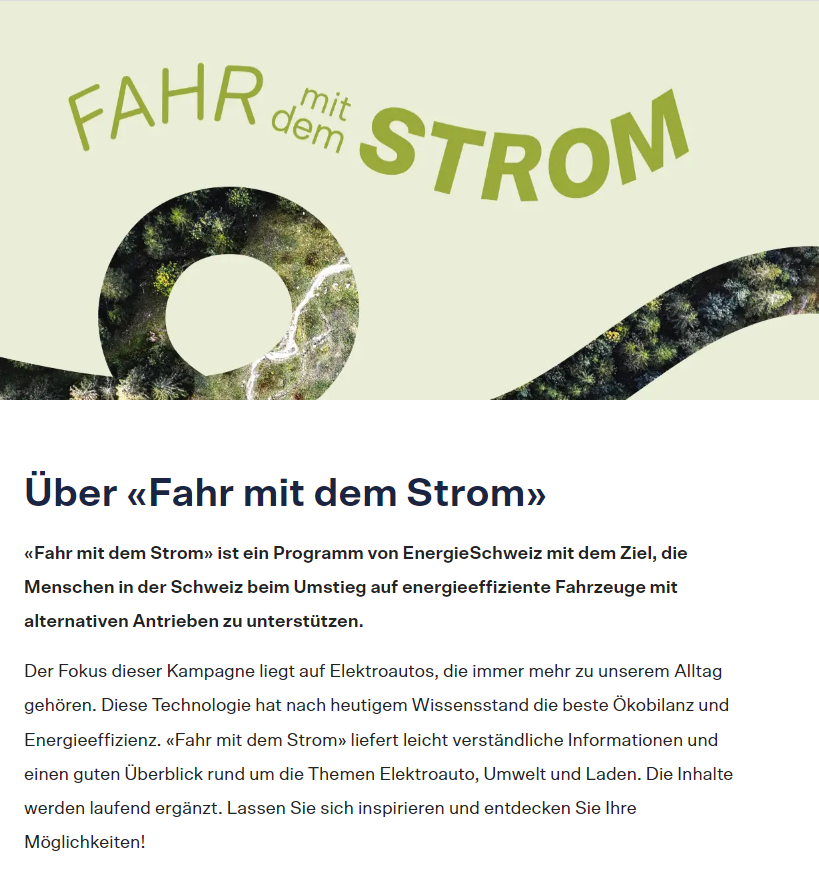 FAHR mit dem STROM
Über «Fahr mit dem Strom»
«Fahr mit dem Strom» ist ein Programm von EnergieSchweiz mit dem Ziel, die
Menschen in der Schweiz beim Umstieg auf energieeffiziente Fahrzeuge mit
alternativen Antrieben zu unterstützen.
Der Fokus dieser Kampagne liegt auf Elektroautos, die immer mehr zu unserem Alltag
gehören. Diese Technologie hat nach heutigem Wissensstand die beste Ökobilanz und
Energieeffizienz. «Fahr mit dem Strom» liefert leicht verständliche Informationen und
einen guten Überblick rund um die Themen Elektroauto, Umwelt und Laden. Die Inhalte
werden laufend ergänzt. Lassen Sie sich inspirieren und entdecken Sie Ihre
Möglichkeiten!